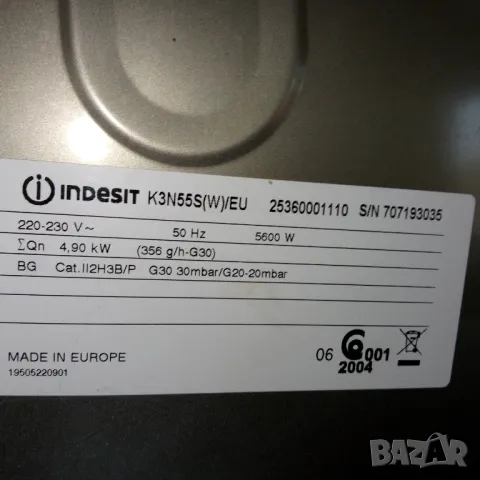 indesit K3N55S(W)/EU 25360001110 S/N 707193035
220-230 V~ 50 Hz 5600 W
ΣQn 4,90 kW (356 g/h-G30)
BG Cat.II2H3B/P G30 30mbar/G20-20mbar
MADE IN EUROPE
19505220901
06 001
2004
BAZAR